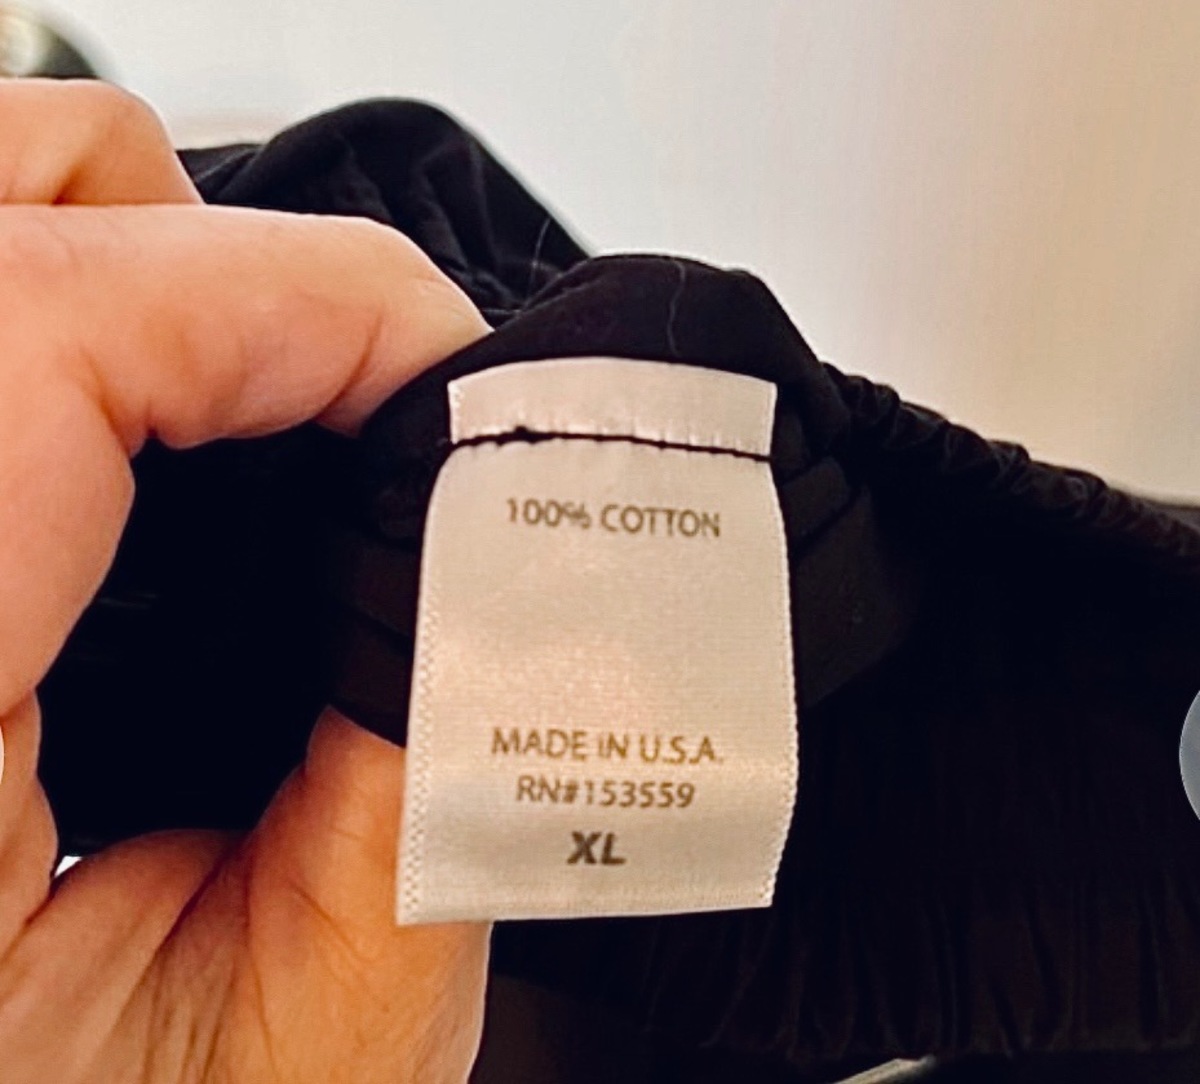 100% COTTON
MADE IN U.S.A.
RN#153559
XL